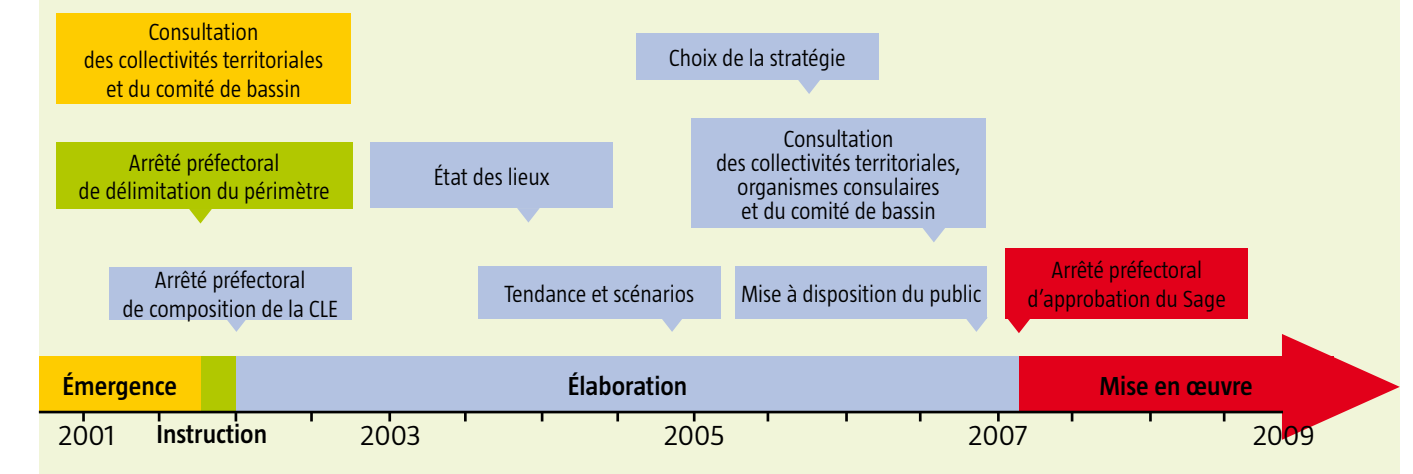 Consultation
des collectivités territoriales
et du comité de bassin
Choix de la stratégie
Consultation
des collectivités territoriales,
organismes consulaires
et du comité de bassin
Arrêté préfectoral
de délimitation du périmètre
État des lieux
Arrêté préfectoral
de composition de la CLE
Tendance et scénarios
Mise à disposition du public
Arrêté préfectoral
d'approbation du Sage
Émergence
Élaboration
Mise en œuvre
2001
Instruction
2003
2005
2007
2009